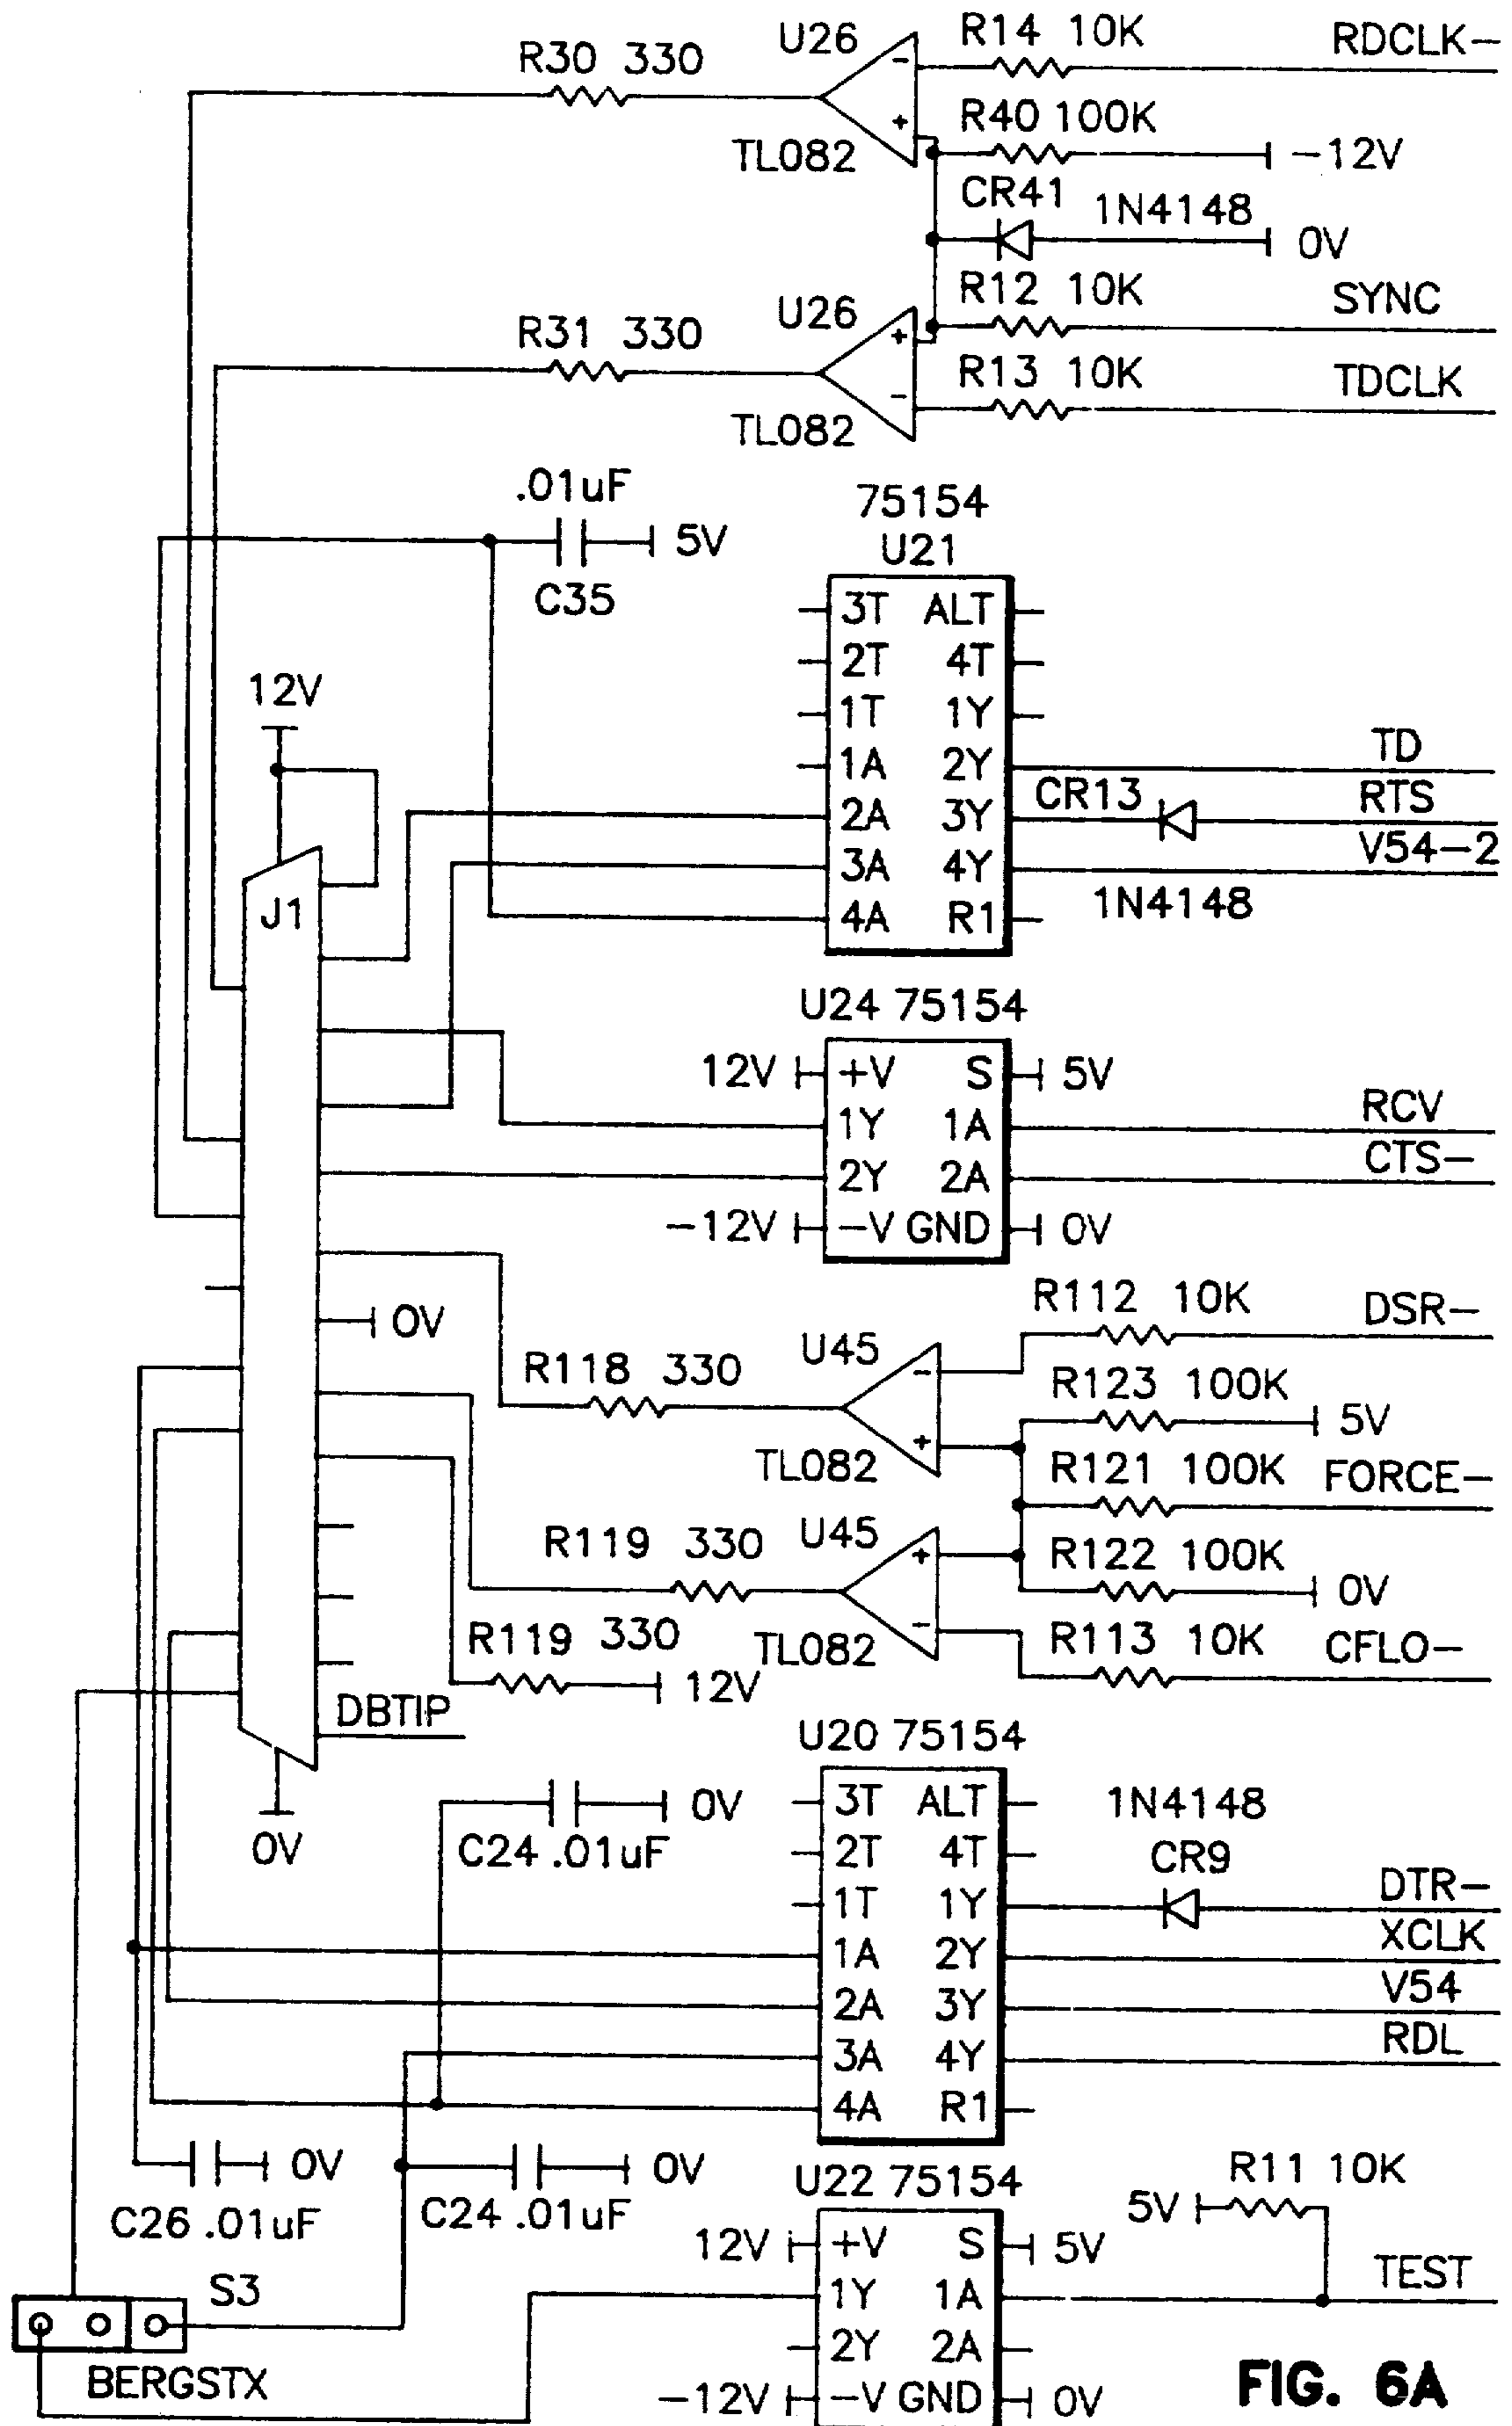 U26
R14 10K
RDCLK-
R30 330
-
+
R40 100K
TL082
-12V
CR41
1N4148
0V
R12 10K
SYNC
U26
R31 330
+
R13 10K
TDCLK
-
TL082
.01uF
5V
C35
75154
U21
3T ALT
2T 4T
1T 1Y
1A 2Y
2A 3Y
3A 4Y
4A R1
TD
CR13
RTS
V54-2
1N4148
12V
J1
U24 75154
12V
+V S
5V
1Y 1A
RCV
2Y 2A
CTS-
-12V
-V GND
0V
0V
R112 10K
DSR-
U45
-
R118 330
R123 100K
5V
+
TL082
R121 100K
FORCE-
R119 330
U45
+
R122 100K
0V
-
R119 330
TL082
R113 10K
CFLO-
12V
DBTIP
0V
U20 75154
3T ALT
2T 4T
1T 1Y
1A 2Y
2A 3Y
3A 4Y
4A R1
0V
C24 .01uF
1N4148
CR9
DTR-
XCLK
V54
RDL
0V
C26 .01uF
0V
C24 .01uF
U22 75154
R11 10K
5V
12V
+V S
5V
1Y 1A
TEST
2Y 2A
-12V
-V GND
0V
S3
BERGSTX
FIG. 6A